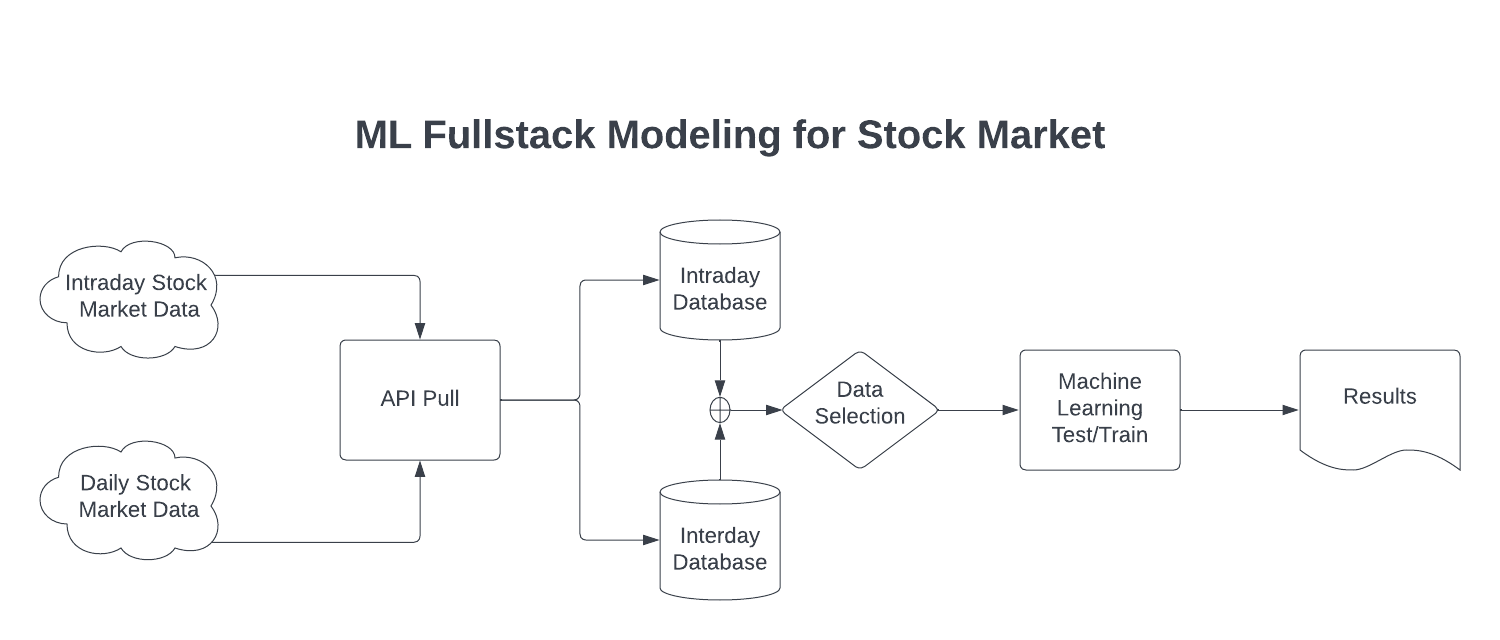 ML Fullstack Modeling for Stock Market
Intraday Stock
Market Data
Daily Stock
Market Data
API Pull
Intraday
Database
Interday
Database
Data
Selection
Machine
Learning
Test/Train
Results